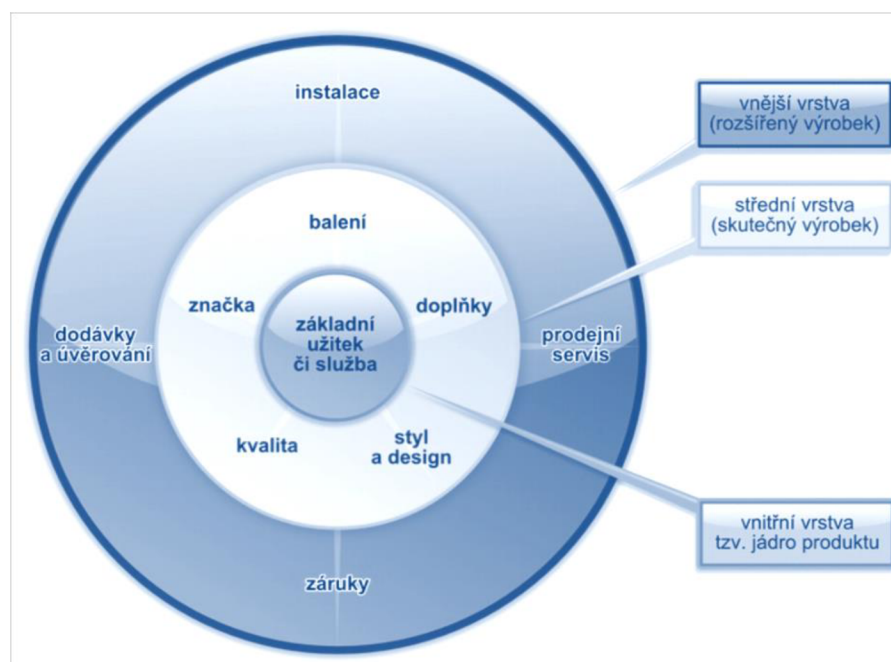 instalace
vnější vrstva
(rozšířený výrobek)
střední vrstva
(skutečný výrobek)
balení
značka
doplňky
základní
užitek
či služba
dodávky
a úvěrování
prodejní
servis
kvalita
styl
a design
vnitřní vrstva
tzv. jádro produktu
záruky